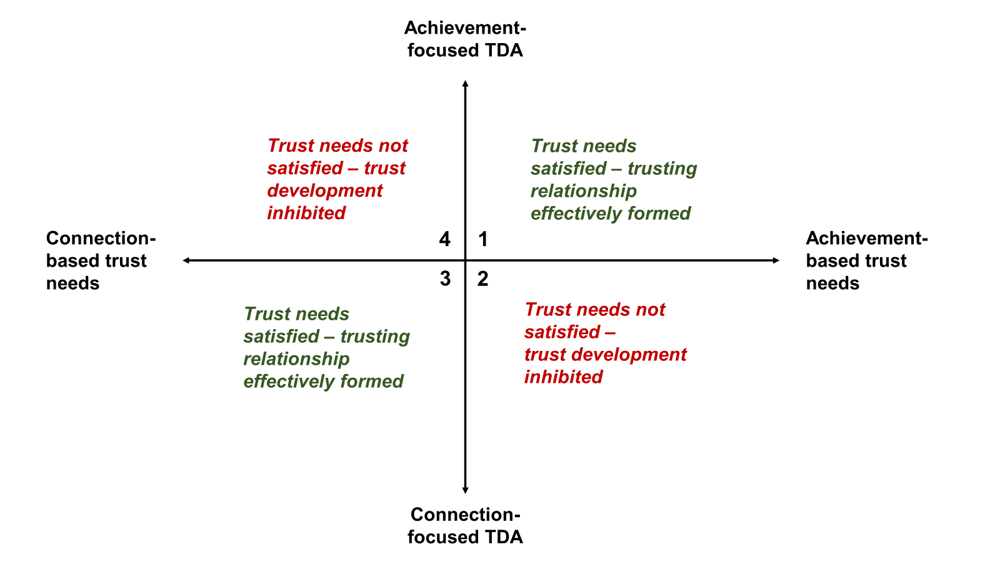 Achievement-
focused TDA
Trust needs not
satisfied – trust
development
inhibited
Trust needs
satisfied – trusting
relationship
effectively formed
4 1
Connection-
based trust
needs
Achievement-
based trust
needs
3 2
Trust needs
satisfied – trusting
relationship
effectively formed
Trust needs not
satisfied –
trust development
inhibited
Connection-
focused TDA